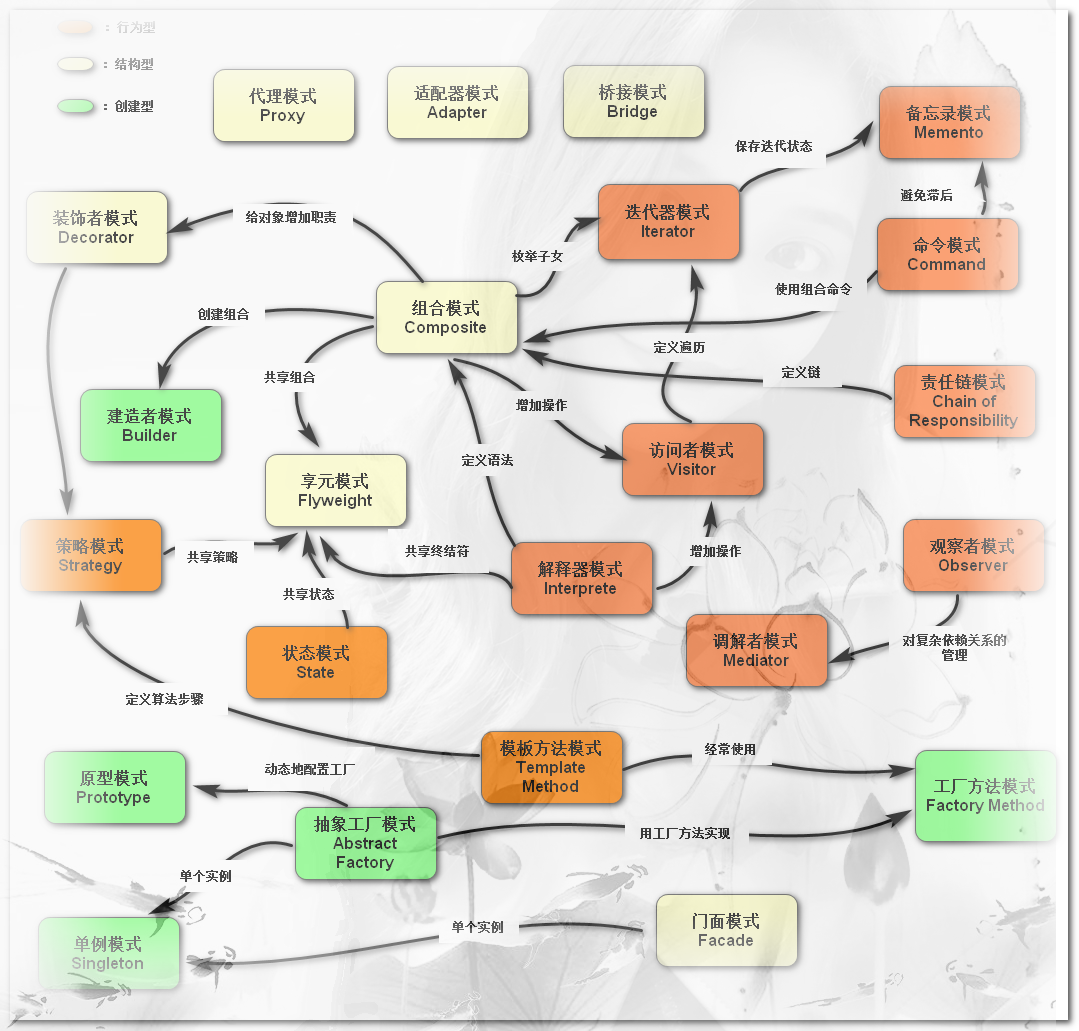 ：行为型
：结构型
：创建型
代理模式
Proxy
适配器模式
Adapter
桥接模式
Bridge
备忘录模式
Memento
保存迭代状态
避免滞后
装饰者模式
Decorator
给对象增加职责
迭代器模式
Iterator
命令模式
Command
枚举子女
使用组合命令
组合模式
Composite
创建组合
定义遍历
共享组合
定义链
责任链模式
Chain of
Responsibility
建造者模式
Builder
增加操作
定义语法
访问者模式
Visitor
享元模式
Flyweight
策略模式
Strategy
共享策略
共享终结符
增加操作
观察者模式
Observer
解释器模式
Interprete
共享状态
状态模式
State
调解者模式
Mediator
对复杂依赖关系的
管理
定义算法步骤
模板方法模式
Template
Method
经常使用
原型模式
Prototype
动态地配置工厂
工厂方法模式
Factory Method
抽象工厂模式
Abstract
Factory
用工厂方法实现
单个实例
单例模式
Singleton
单个实例
门面模式
Facade